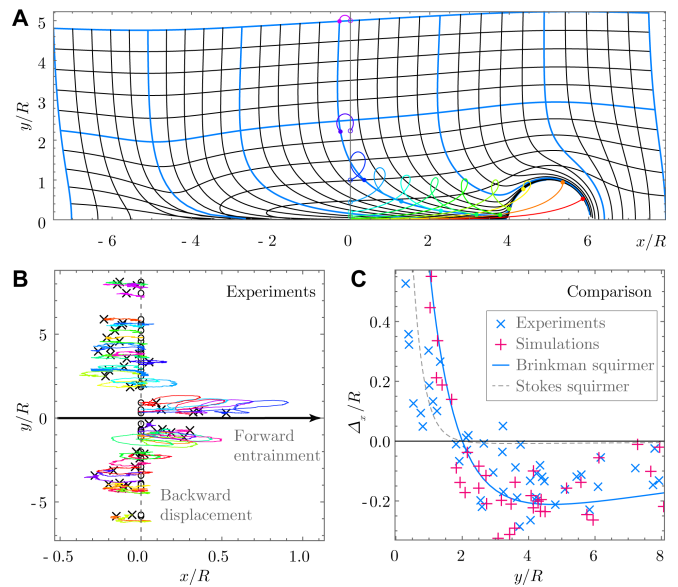 A
y/R
5
4
3
2
1
0
− 6
− 4
− 2
0
2
4
6
x/R
B
Experiments
y/R
5
0
− 5
Forward
entrainment
Backward
displacement
− 0.5
0.0
0.5
1.0
x/R
C
Comparison
Experiments
Simulations
Brinkman squirmer
Stokes squirmer
Δx/R
0.4
0.2
0.0
−0.2
0
2
4
6
8
y/R